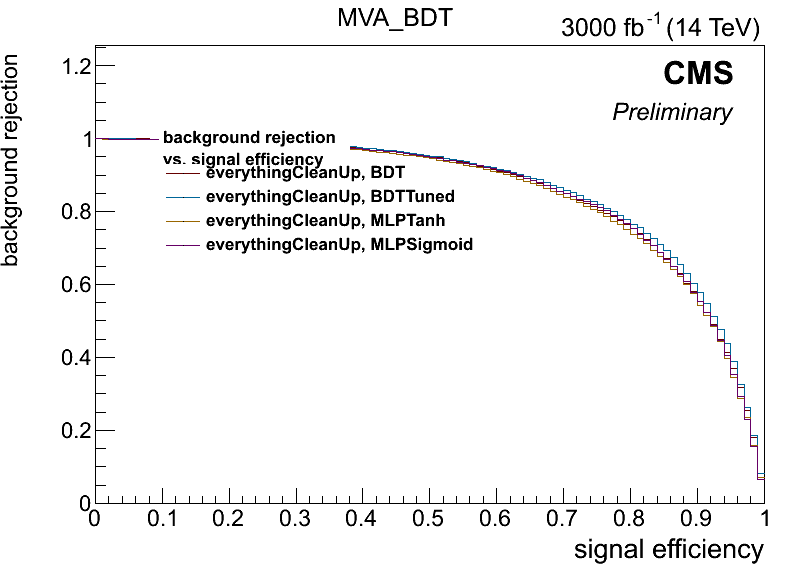 MVA_BDT
3000 fb-1 (14 TeV)
CMS
Preliminary
background rejection
1.2
1
0.8
0.6
0.4
0.2
0
background rejection
vs. signal efficiency
everythingCleanUp, BDT
everythingCleanUp, BDTTuned
everythingCleanUp, MLPTanh
everythingCleanUp, MLPSigmoid
0 0.1 0.2 0.3 0.4 0.5 0.6 0.7 0.8 0.9 1
signal efficiency